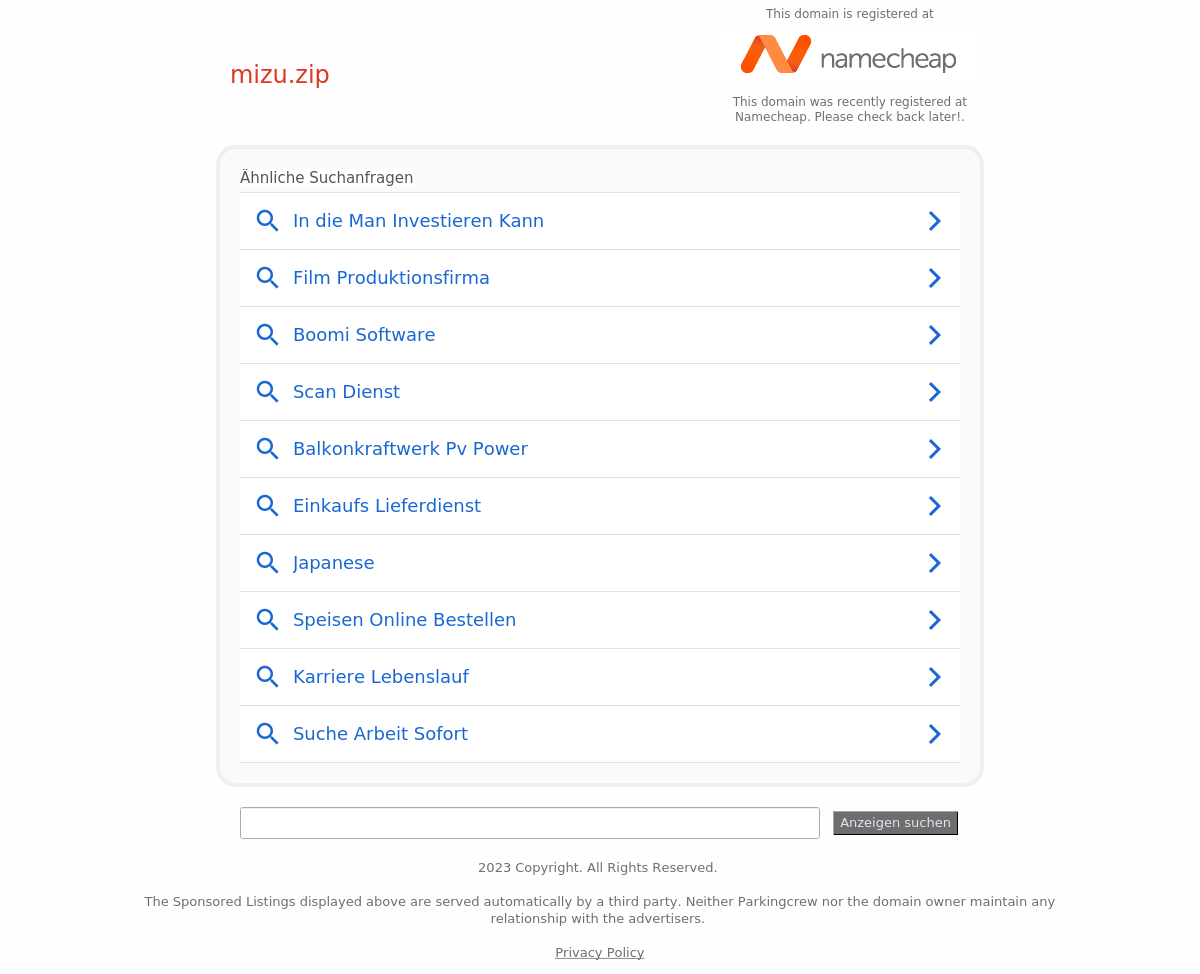 This domain is registered at
namecheap
mizu.zip
This domain was recently registered at
Namecheap. Please check back later!.
Ähnliche Suchanfragen
In die Man Investieren Kann
Film Produktionsfirma
Boomi Software
Scan Dienst
Balkonkraftwerk Pv Power
Einkaufs Lieferdienst
Japanese
Speisen Online Bestellen
Karriere Lebenslauf
Suche Arbeit Sofort
Anzeigen suchen
2023 Copyright. All Rights Reserved.
The Sponsored Listings displayed above are served automatically by a third party. Neither Parkingcrew nor the domain owner maintain any
relationship with the advertisers.
Privacy Policy